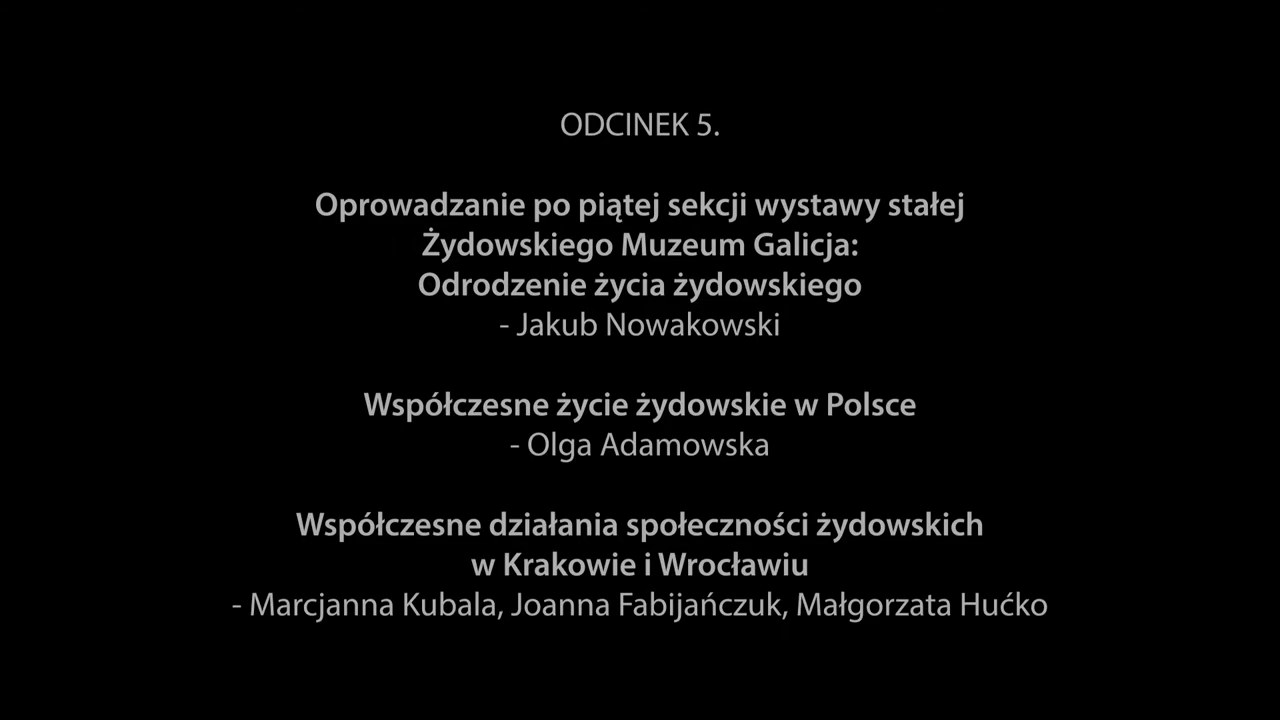 ODCINEK 5.
Oprowadzanie po piątej sekcji wystawy stałej
Żydowskiego Muzeum Galicja:
Odrodzenie życia żydowskiego
- Jakub Nowakowski
Współczesne życie żydowskie w Polsce
- Olga Adamowska
Współczesne działania społeczności żydowskich
w Krakowie i Wrocławiu
- Marcjanna Kubala, Joanna Fabijańczuk, Małgorzata Hućko